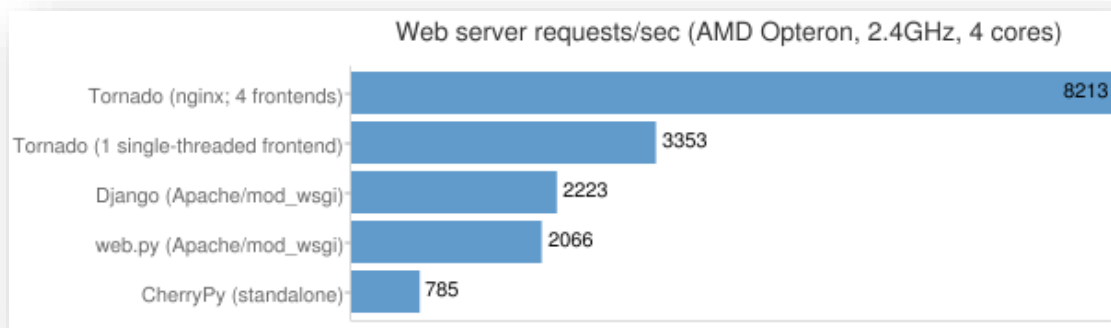 Web server requests/sec (AMD Opteron, 2.4GHz, 4 cores)
Tornado (nginx; 4 frontends) 8213
Tornado (1 single-threaded frontend) 3353
Django (Apache/mod_wsgi) 2223
web.py (Apache/mod_wsgi) 2066
CherryPy (standalone) 785